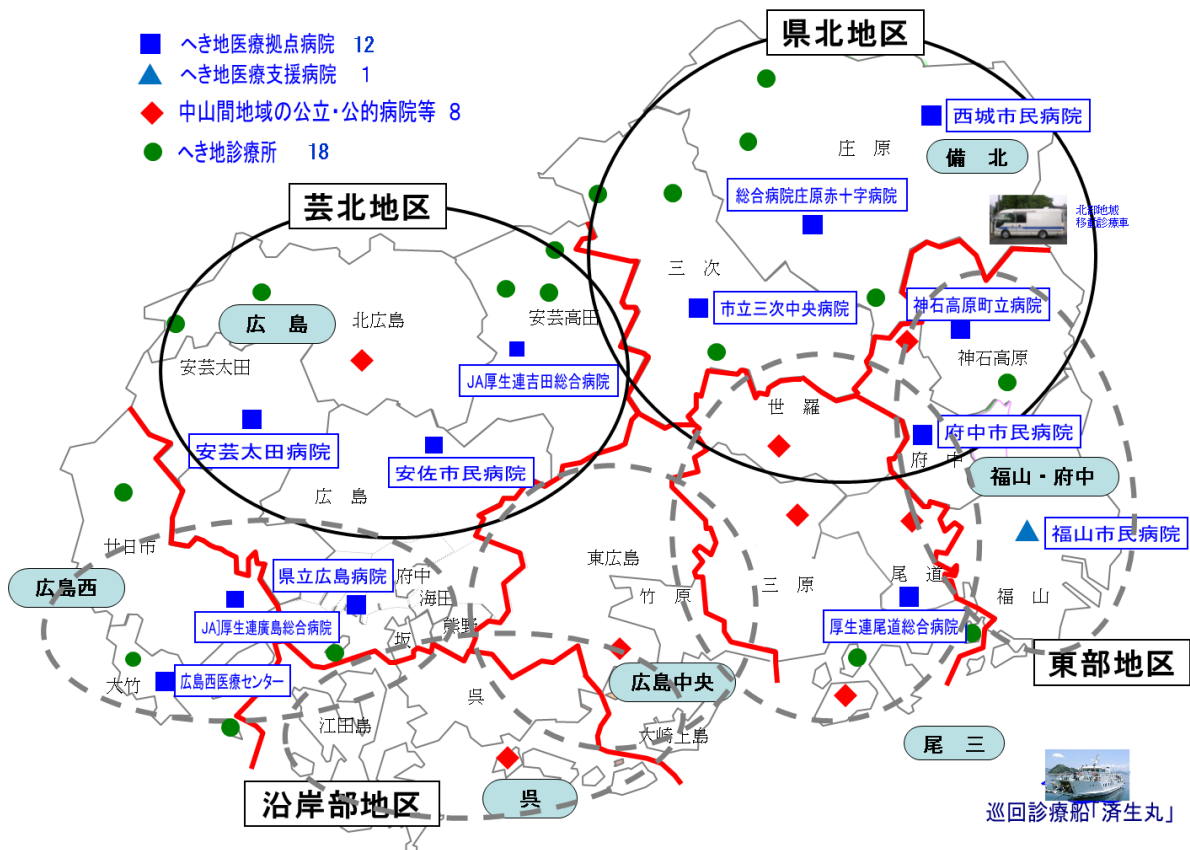 県北地区
へき地医療拠点病院 12
へき地医療支援病院 1
中山間地域の公立・公的病院等 8
へき地診療所 18
西城市民病院
庄原
備北
総合病院庄原赤十字病院
芸北地区
北部地域
移動診療車
三次
市立三次中央病院
神石高原町立病院
広島
北広島
安芸高田
安芸太田
神石高原
JA厚生連吉田総合病院
世羅
安芸太田病院
安佐市民病院
府中市民病院
府中
広島
福山・府中
福山市民病院
廿日市
東広島
広島西
県立広島病院
府中
海田
竹原
三原
尾道
福山
JA]厚生連廣島総合病院
坂
熊野
厚生連尾道総合病院
東部地区
大竹
広島西医療センター
呉
広島中央
江田島
大崎上島
尾三
沿岸部地区
呉
巡回診療船「済生丸」